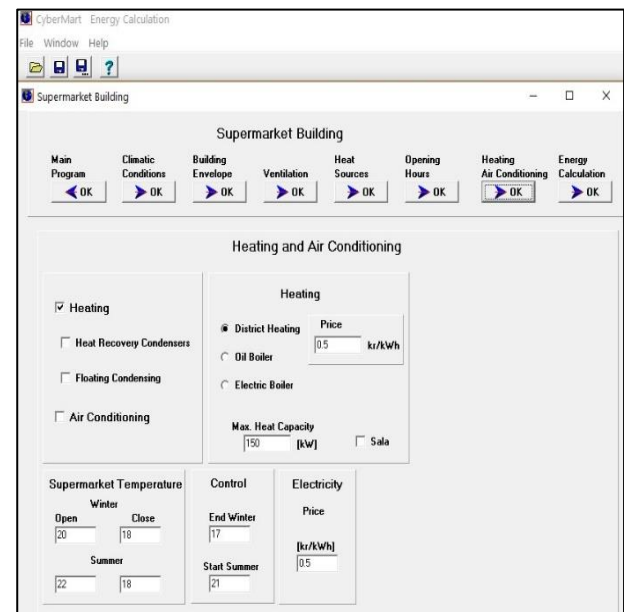 CyberMart Energy Calculation
File Window Help
Supermarket Building
Supermarket Building
Main Program
Climatic Conditions
Building Envelope
Ventilation
Heat Sources
Opening Hours
Heating Air Conditioning
Energy Calculation
OK OK OK OK OK OK OK OK
Heating and Air Conditioning
Heating
Heat Recovery Condensers
Floating Condensing
Air Conditioning
Heating
District Heating
Oil Boiler
Electric Boiler
Price
0.5 kr/kWh
Max. Heat Capacity
150 [kW]
Sala
Supermarket Temperature
Winter
Open Close
20 18
Summer
22 18
Control
End Winter
17
Start Summer
21
Electricity
Price
[kr/kWh]
0.5